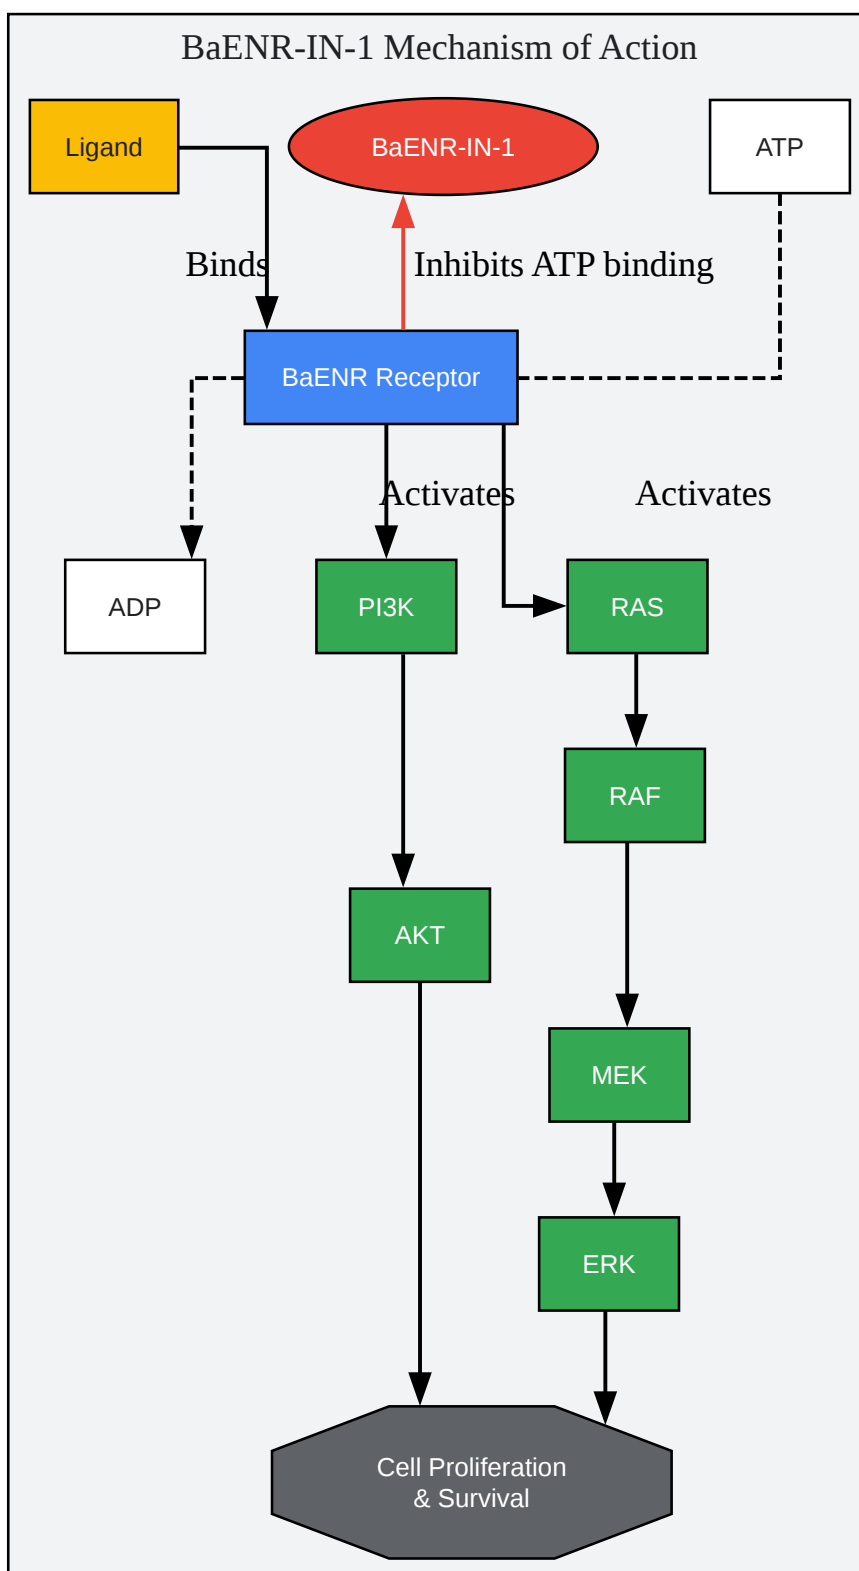 BaENR-IN-1 Mechanism of Action
Ligand
BaENR-IN-1
ATP
Binds
Inhibits ATP binding
BaENR Receptor
Activates
Activates
ADP
PI3K
RAS
RAF
AKT
MEK
ERK
Cell Proliferation
& Survival